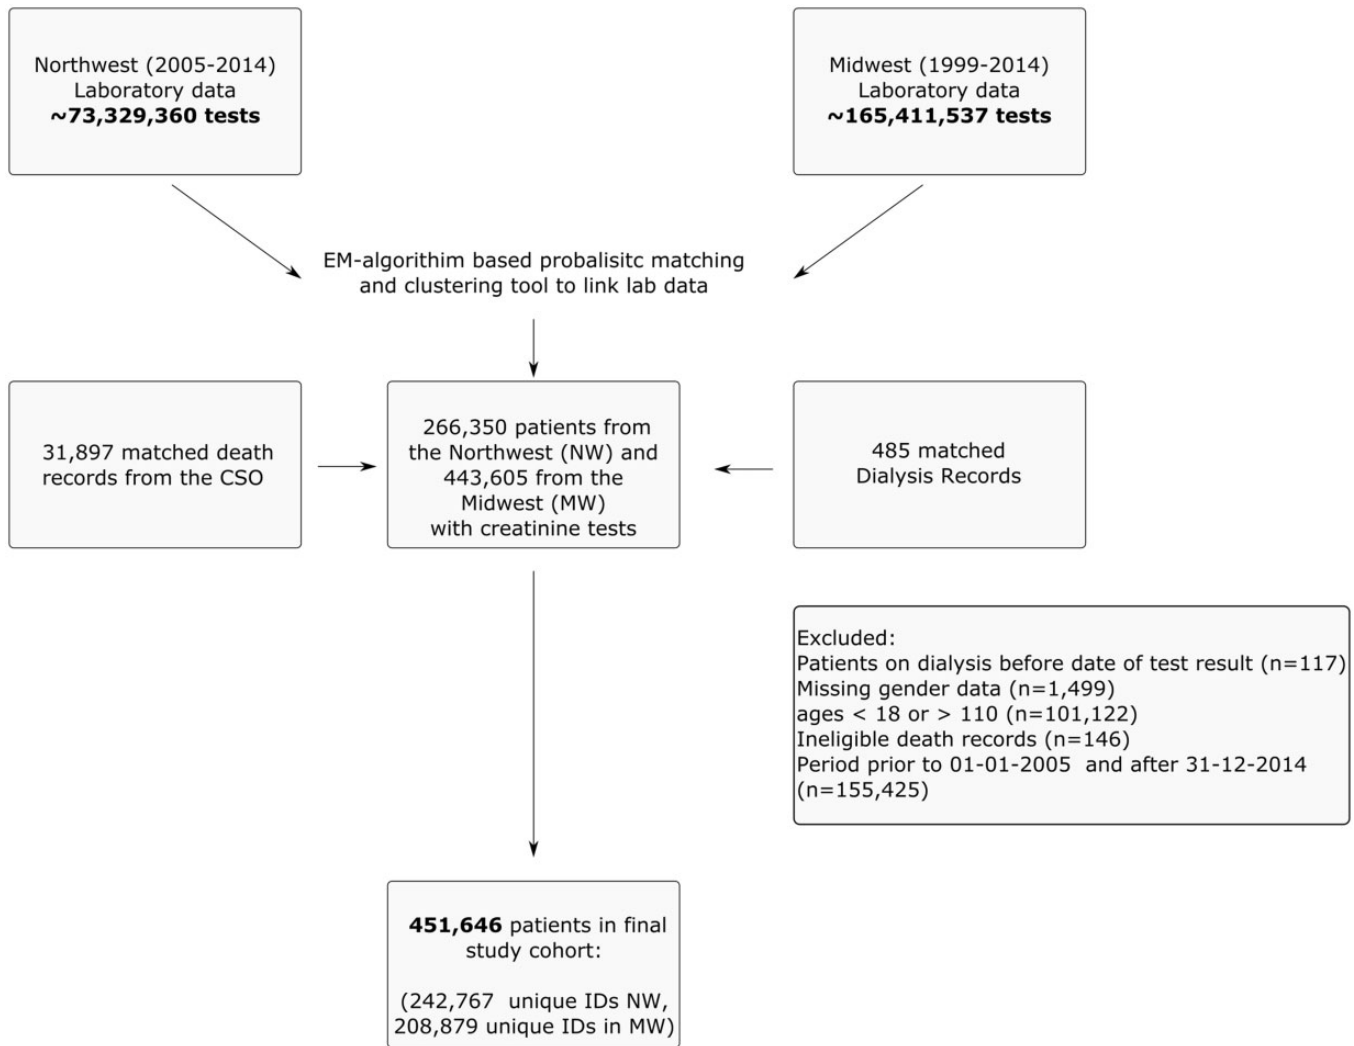 Northwest (2005-2014)
Laboratory data
~73,329,360 tests
Midwest (1999-2014)
Laboratory data
~165,411,537 tests
EM-algorithim based probalisitc matching
and clustering tool to link lab data
31,897 matched death
records from the CSO
266,350 patients from
the Northwest (NW) and
443,605 from the
Midwest (MW)
with creatinine tests
485 matched
Dialysis Records
Excluded:
Patients on dialysis before date of test result (n=117)
Missing gender data (n=1,499)
ages < 18 or > 110 (n=101,122)
Ineligible death records (n=146)
Period prior to 01-01-2005  and after 31-12-2014
(n=155,425)
451,646 patients in final
study cohort:
(242,767  unique IDs NW,
208,879 unique IDs in MW)